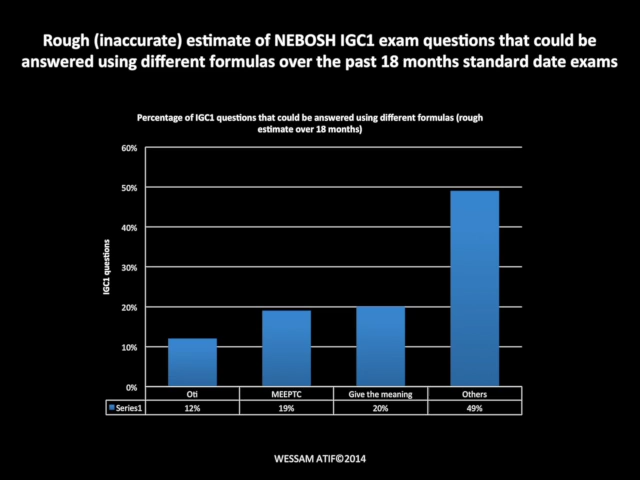 Rough (inaccurate) estimate of NEBOSH IGC1 exam questions that could be
answered using different formulas over the past 18 months standard date exams
Percentage of IGC1 questions that could be answered using different formulas (rough
estimate over 18 months)
60%
50%
40%
30%
20%
10%
0%
IGC1 questions
Oti MEEPTC Give the meaning Others
Series1 12% 19% 20% 49%
WESSAM ATIF©2014